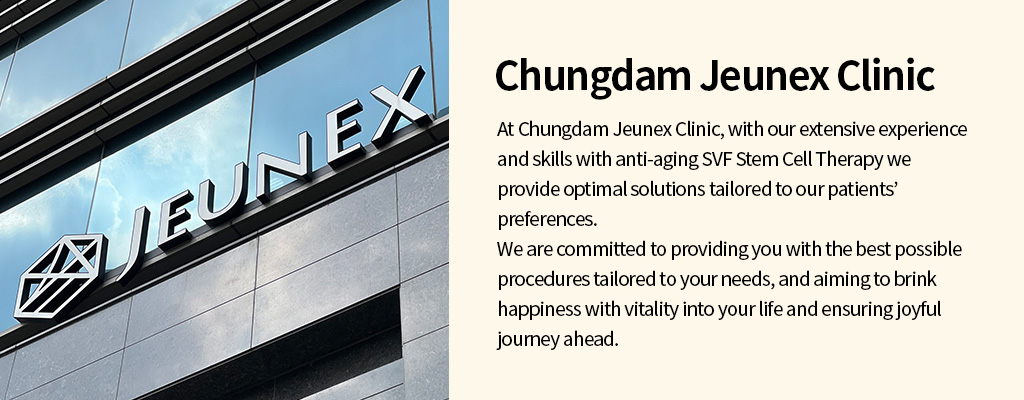 JEUNEX
Chungdam Jeunex Clinic
At Chungdam Jeunex Clinic, with our extensive experience
and skills with anti-aging SVF Stem Cell Therapy we
provide optimal solutions tailored to our patients’
preferences.
We are committed to providing you with the best possible
procedures tailored to your needs, and aiming to brink
happiness with vitality into your life and ensuring joyful
journey ahead.